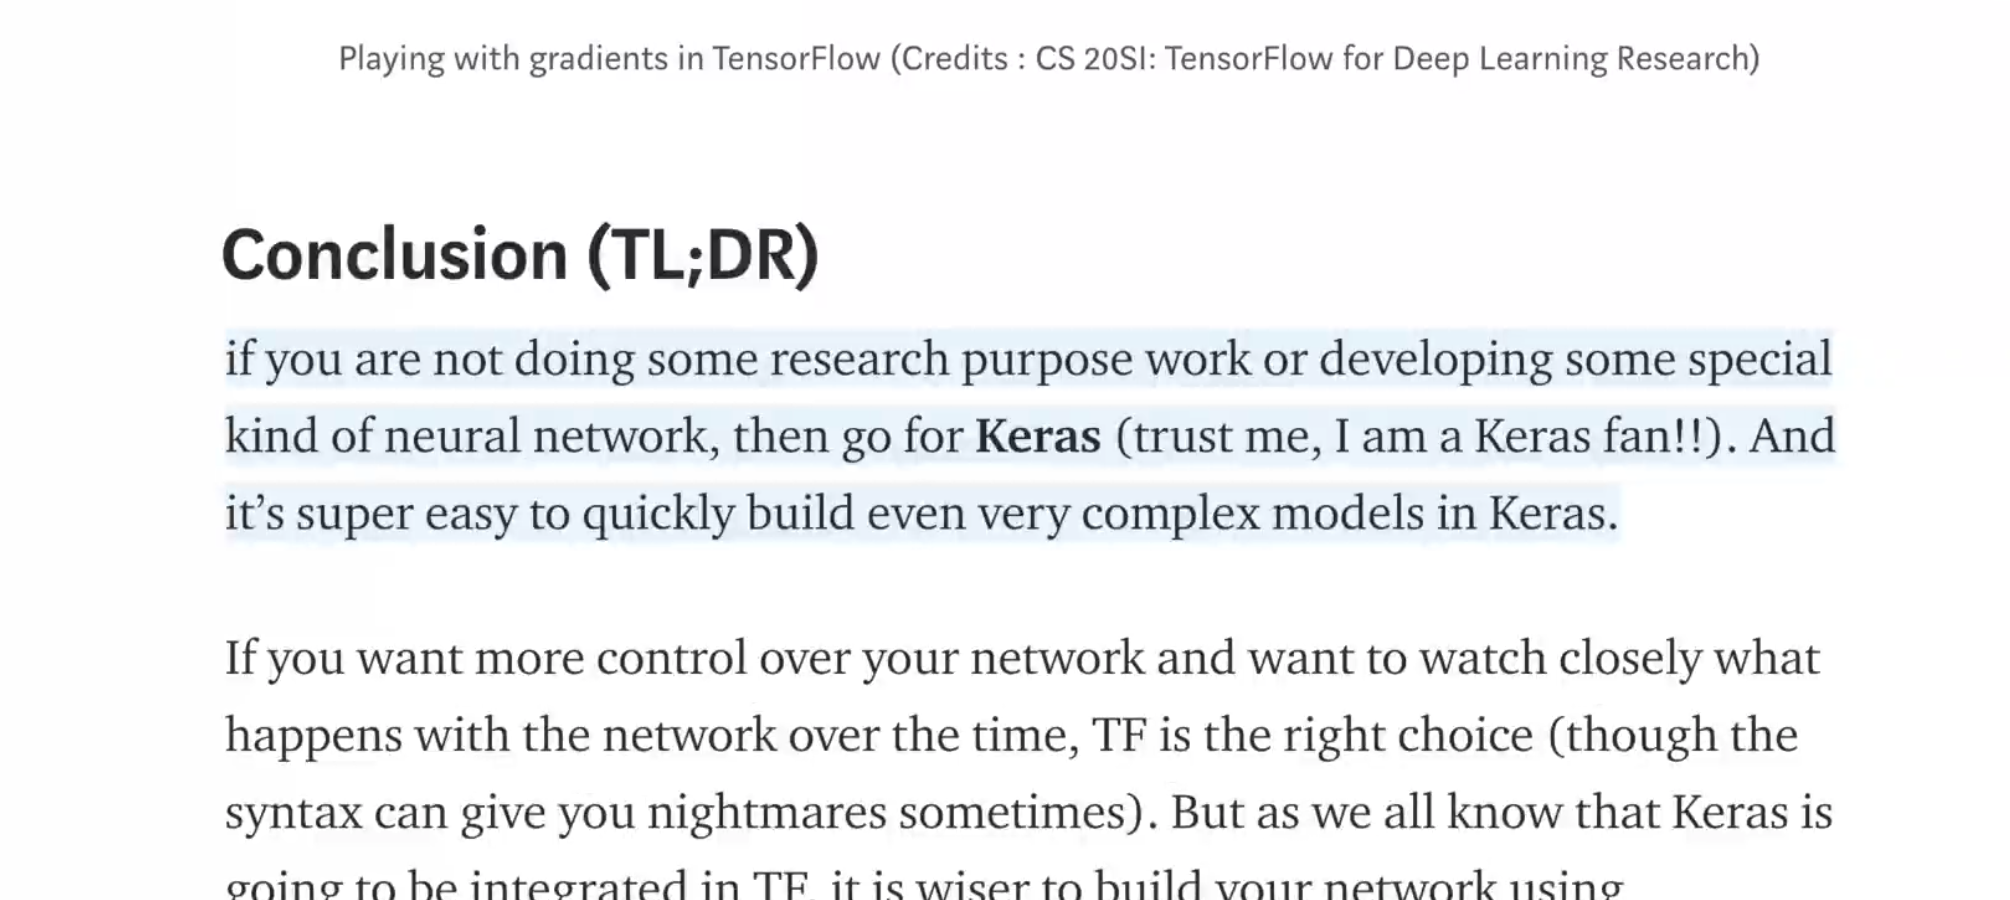 Playing with gradients in TensorFlow (Credits : CS 20SI: TensorFlow for Deep Learning Research)
Conclusion (TL;DR)
if you are not doing some research purpose work or developing some special
kind of neural network, then go for Keras (trust me, I am a Keras fan!!). And
it’s super easy to quickly build even very complex models in Keras.
If you want more control over your network and want to watch closely what
happens with the network over the time, TF is the right choice (though the
syntax can give you nightmares sometimes). But as we all know that Keras is
going to be integrated in TF, it is wiser to build your network using